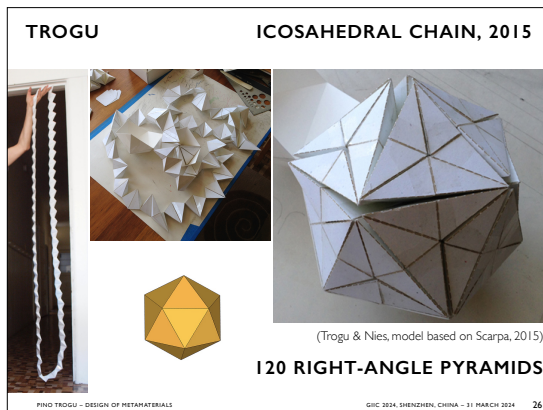 TROGU
ICOSAHEDRAL CHAIN, 2015
(Trogu & Nies, model based on Scarpa, 2015)
120 RIGHT-ANGLE PYRAMIDS
PINO TROGU – DESIGN OF METAMATERIALS
GIIC 2024, SHENZHEN, CHINA – 31 MARCH 2024
26